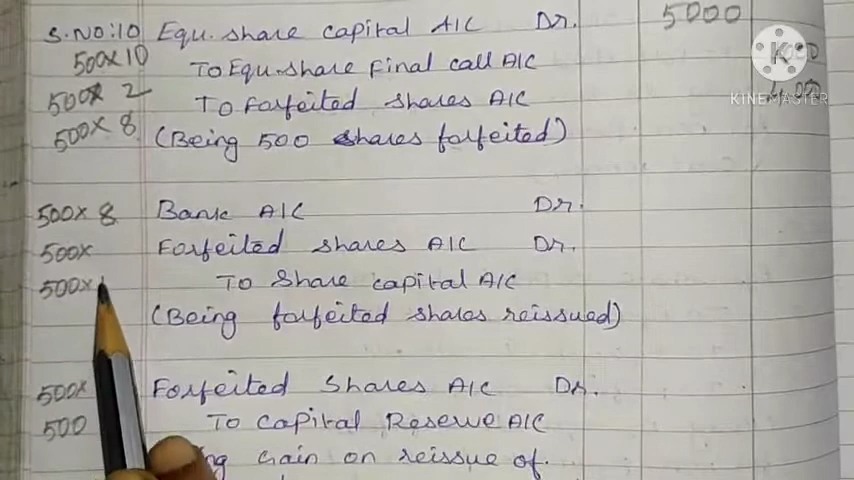 S.No:10 Equ. share capital A/C Dr. 5000
500x10 To Equ. share Final call A/C
500x 2 To Forfeited shares A/C
500x 8 (Being 500 shares forfeited)
K
KINEMASTER
500x 8 Bank A/C Dr.
500x Forfeited shares A/C Dr.
500x To Share capital A/C
(Being forfeited shares reissued)
500x Forfeited Shares A/C Dr.
500 To Capital Reserve A/C
gain on reissue of